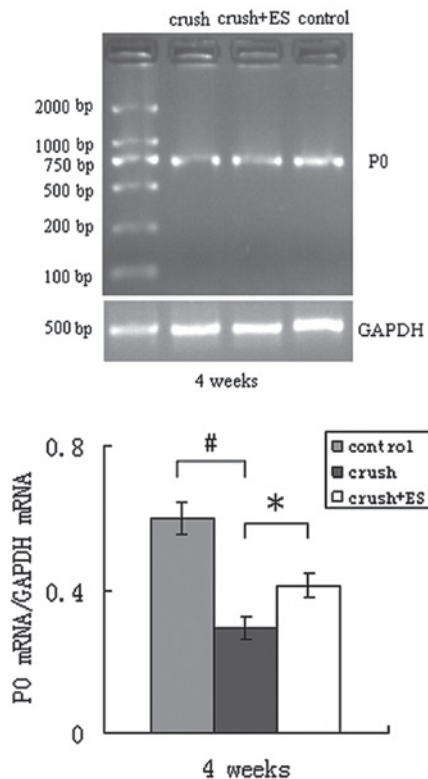 crush crush+ES control
2000 bp
1000 bp
750 bp
P0
500 bp
200 bp
100 bp
500 bp
GAPDH
4 weeks
0.8
#
control
crush
crush+ES
*
P0 mRNA/GAPDH mRNA
0.4
0
4 weeks